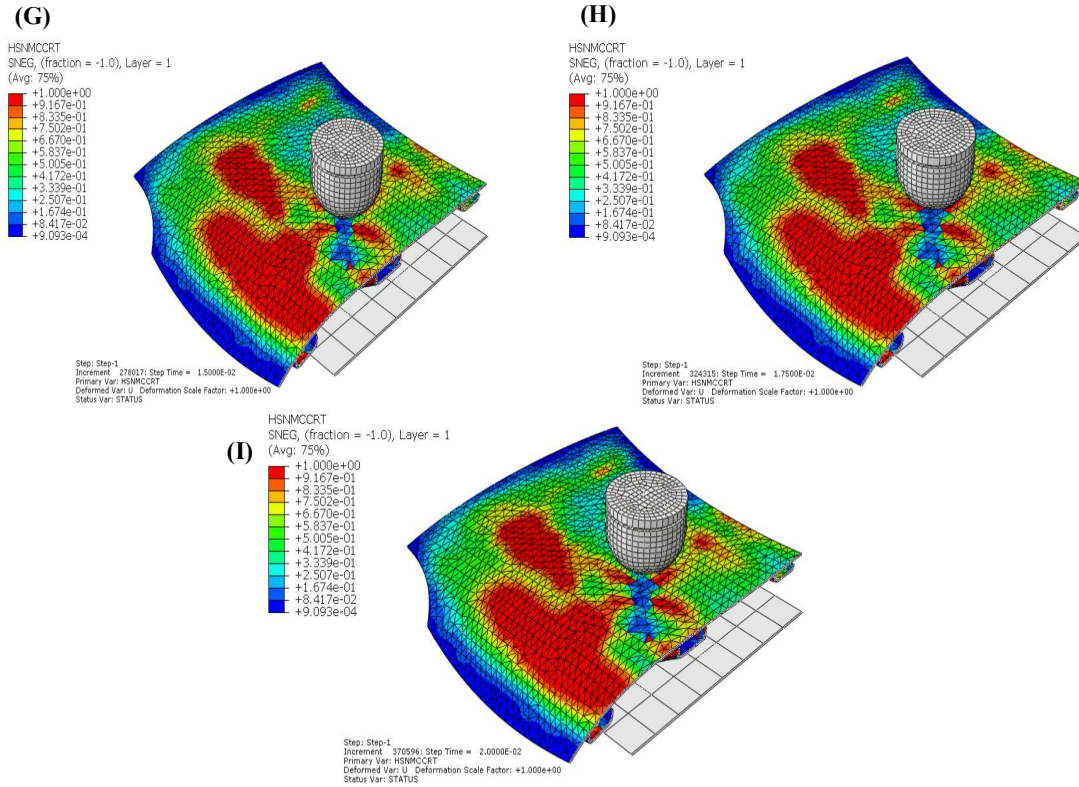 (G)
HSNMCCRT
SNEG, (fraction = -1.0), Layer = 1
(Avg: 75%)
+1.000e+00
+9.167e-01
+8.335e-01
+7.502e-01
+6.670e-01
+5.837e-01
+5.005e-01
+4.172e-01
+3.339e-01
+2.507e-01
+1.674e-01
+8.417e-02
+9.093e-04
Step: Step-1
Increment 278017: Step Time = 1.5000E-02
Primary Var: HSNMCCRT
Deformed Var: U Deformation Scale Factor: +1.000e+00
Status Var: STATUS
(H)
HSNMCCRT
SNEG, (fraction = -1.0), Layer = 1
(Avg: 75%)
+1.000e+00
+9.167e-01
+8.335e-01
+7.502e-01
+6.670e-01
+5.837e-01
+5.005e-01
+4.172e-01
+3.339e-01
+2.507e-01
+1.674e-01
+8.417e-02
+9.093e-04
Step: Step-1
Increment 324315: Step Time = 1.7500E-02
Primary Var: HSNMCCRT
Deformed Var: U Deformation Scale Factor: +1.000e+00
Status Var: STATUS
(I)
HSNMCCRT
SNEG, (fraction = -1.0), Layer = 1
(Avg: 75%)
+1.000e+00
+9.167e-01
+8.335e-01
+7.502e-01
+6.670e-01
+5.837e-01
+5.005e-01
+4.172e-01
+3.339e-01
+2.507e-01
+1.674e-01
+8.417e-02
+9.093e-04
Step: Step-1
Increment 370596: Step Time = 2.0000E-02
Primary Var: HSNMCCRT
Deformed Var: U Deformation Scale Factor: +1.000e+00
Status Var: STATUS